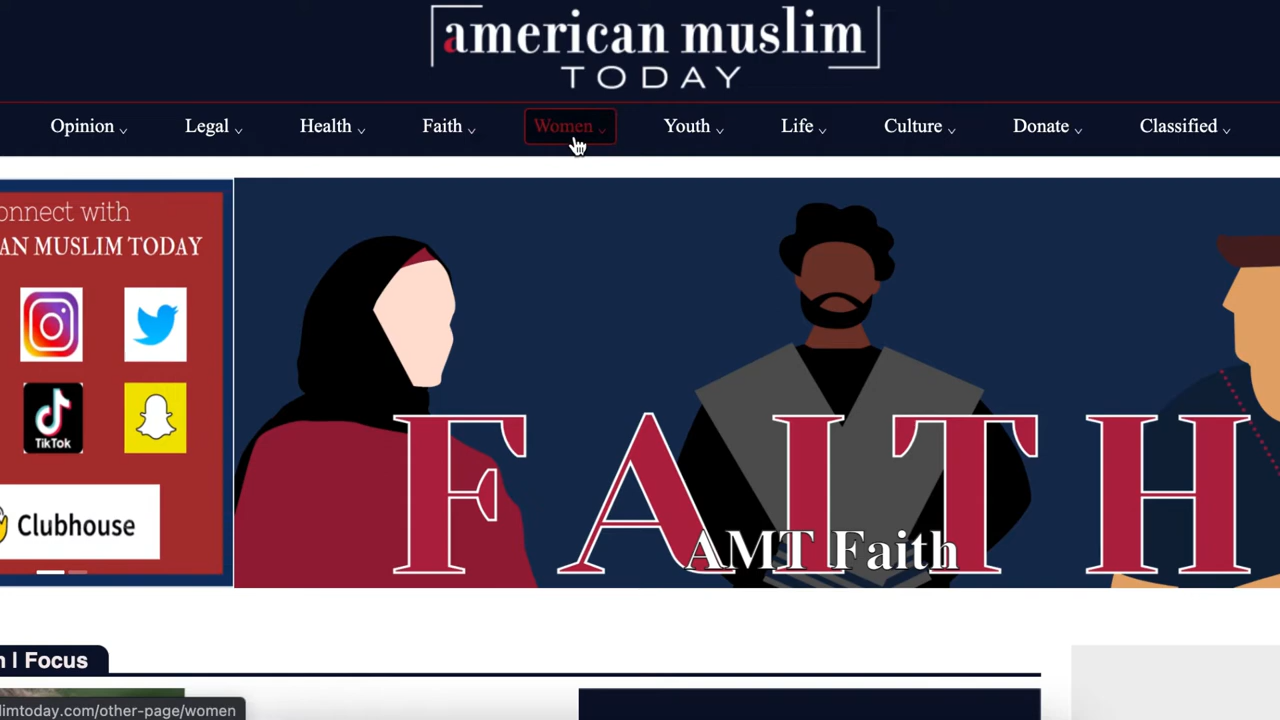 american muslim
TODAY
Opinion Legal Health Faith Women Youth Life Culture Donate Classified
onnect with
AN MUSLIM TODAY
TikTok
Clubhouse
FAITH
AMT Faith
n | Focus
limtoday.com/other-page/women